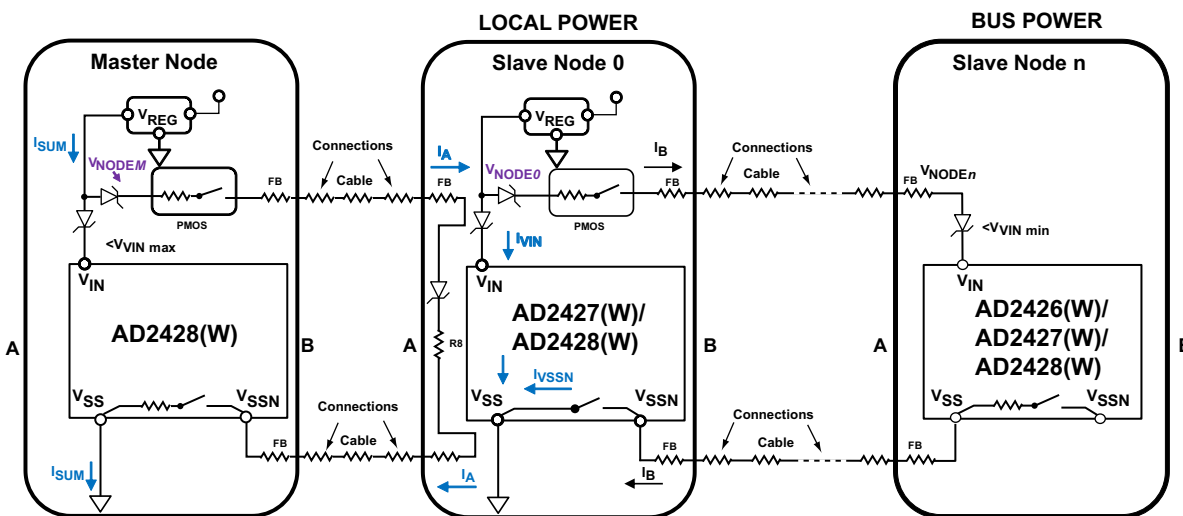 LOCAL POWER
BUS POWER
Master Node
Slave Node 0
Slave Node n
VREG
VREG
ISUM
VNODEM
PMOS
FB
Connections
Cable
FB
IA
VNODE0
PMOS
IB
FB
Connections
Cable
FB
VNODEn
<VVIN max
IVIN
<VVIN min
VIN
VIN
VIN
AD2428(W)
AD2427(W)/
AD2428(W)
AD2426(W)/
AD2427(W)/
AD2428(W)
A
B
A
R8
B
A
B
VSS
VSSN
VSS
IVSSN
VSSN
VSS
VSSN
ISUM
FB
Connections
Cable
IA
IB
FB
Connections
Cable
FB